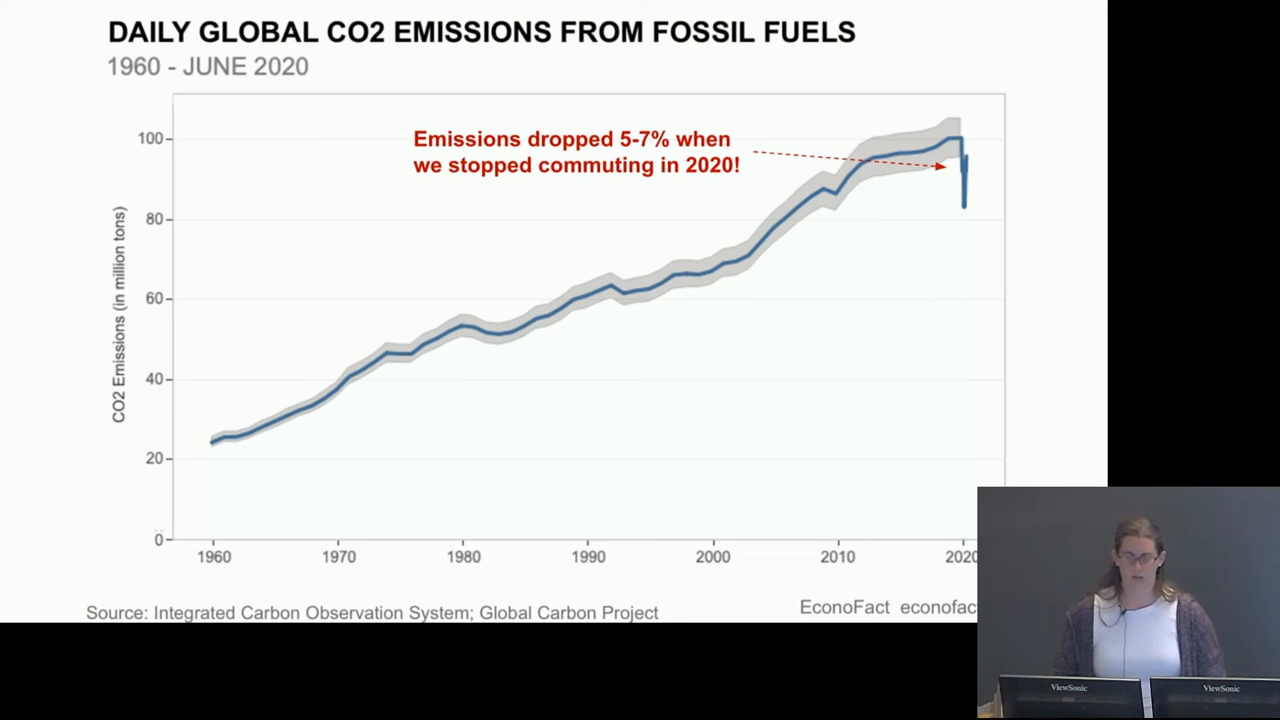 DAILY GLOBAL CO2 EMISSIONS FROM FOSSIL FUELS
1960 - JUNE 2020
Emissions dropped 5-7% when
we stopped commuting in 2020!
CO2 Emissions (in million tons)
100
80
60
40
20
0
1960 1970 1980 1990 2000 2010 2020
Source: Integrated Carbon Observation System; Global Carbon Project
EconoFact econofac
ViewSonic ViewSonic